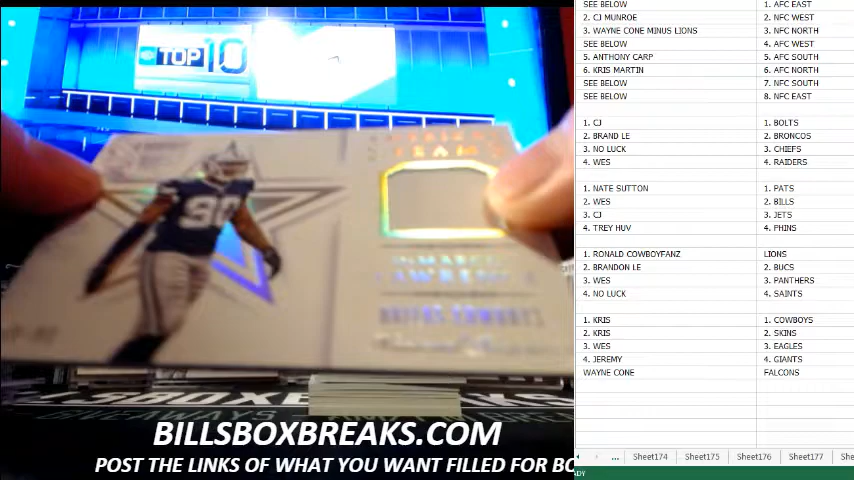 TOP 10
TEAM
90
DALLAS COWBOYS
BILLSBOXBREAKS.COM
POST THE LINKS OF WHAT YOU WANT FILLED FOR BO
SEE BELOW 1. AFC EAST
2. CJ MUNROE 2. NFC WEST
3. WAYNE CONE MINUS LIONS 3. NFC NORTH
SEE BELOW 4. AFC WEST
5. ANTHONY CARP 5. AFC SOUTH
6. KRIS MARTIN 6. AFC NORTH
SEE BELOW 7. NFC SOUTH
SEE BELOW 8. NFC EAST
1. CJ 1. BOLTS
2. BRAND LE 2. BRONCOS
3. NO LUCK 3. CHIEFS
4. WES 4. RAIDERS
1. NATE SUTTON 1. PATS
2. WES 2. BILLS
3. CJ 3. JETS
4. TREY HUV 4. PHINS
1. RONALD COWBOYFANZ LIONS
2. BRANDON LE 2. BUCS
3. WES 3. PANTHERS
4. NO LUCK 4. SAINTS
1. KRIS 1. COWBOYS
2. KRIS 2. SKINS
3. WES 3. EAGLES
4. JEREMY 4. GIANTS
WAYNE CONE FALCONS
... Sheet174 Sheet175 Sheet176 Sheet177 She